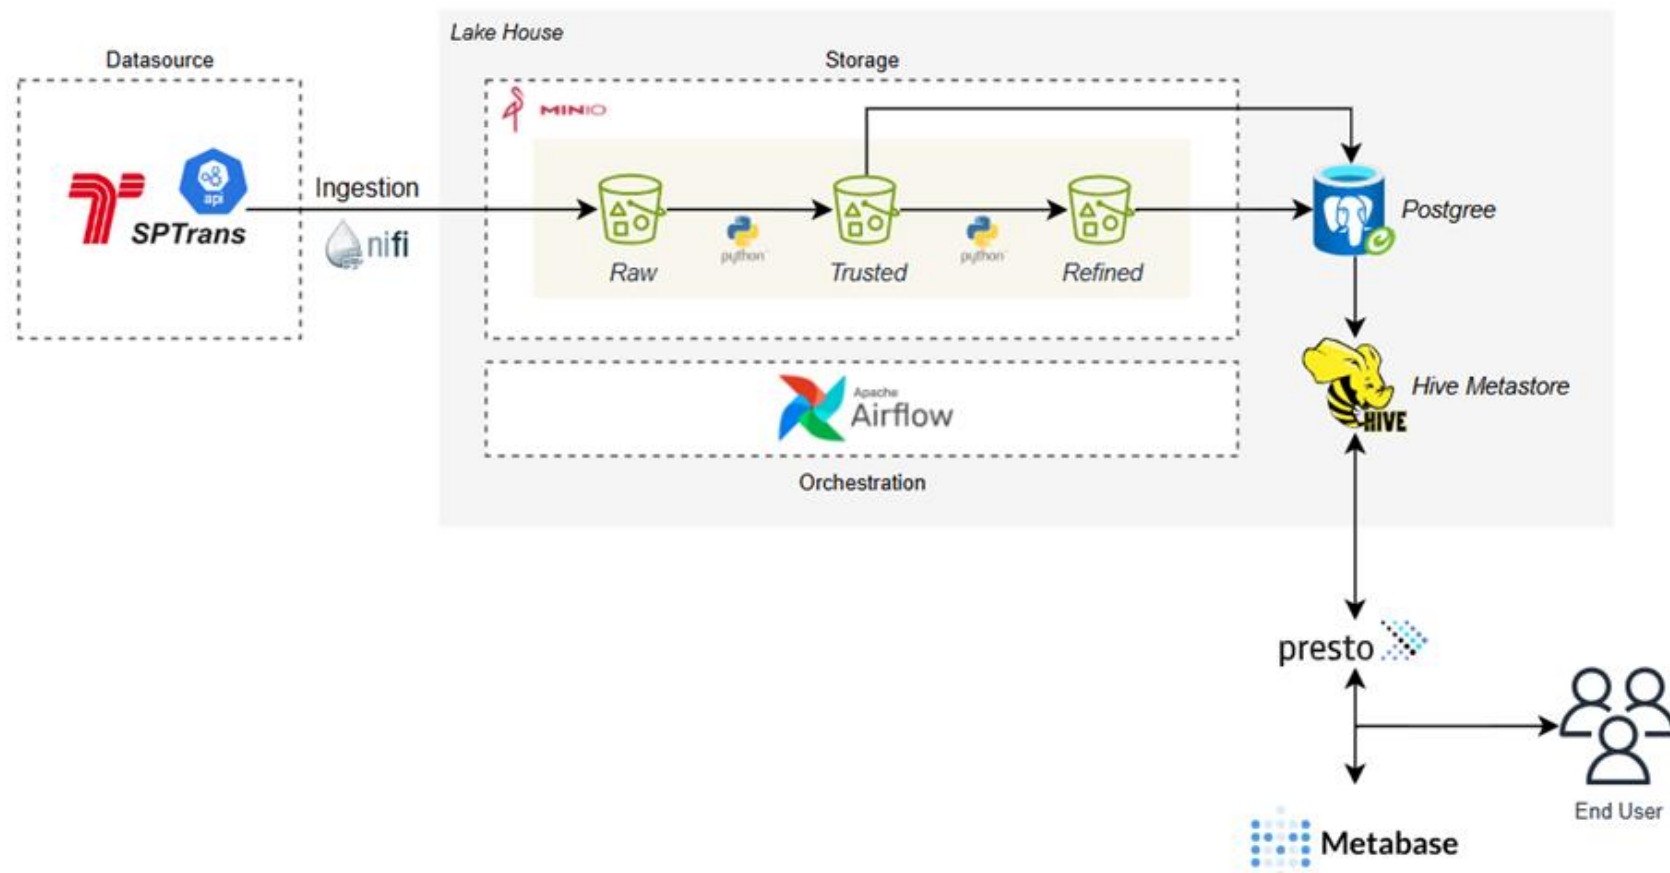 Lake House
Datasource
Storage
MINIO
api
SPTrans
Ingestion
nifi
python
python
Raw
Trusted
Refined
Postgree
Apache
Airflow
Orchestration
Hive Metastore
HIVE
presto
End User
Metabase